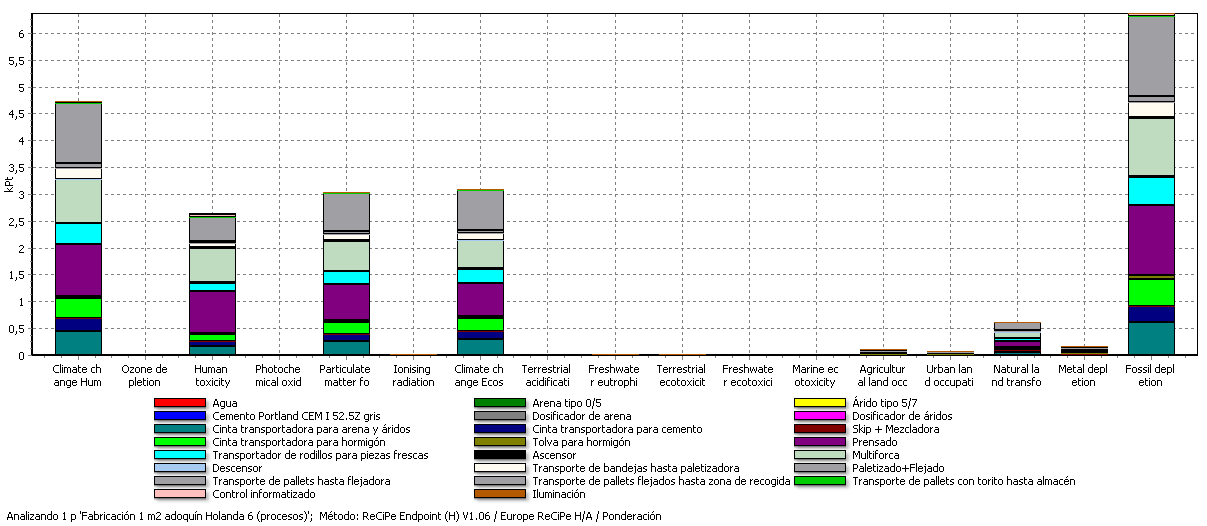 6
5,5
5
4,5
4
3,5
3
2,5
2
1,5
1
0,5
0
kPt
Climate ch
ange Hum
Ozone de
pletion
Human
toxicity
Photoche
mical oxid
Particulate
matter fo
Ionising
radiation
Climate ch
ange Ecos
Terrestrial
acidificati
Freshwate
r eutrophi
Terrestrial
ecotoxicit
Freshwate
r ecotoxici
Marine ec
otoxicity
Agricultur
al land occ
Urban lan
d occupati
Natural la
nd transfo
Metal depl
etion
Fossil depl
etion
Agua
Arena tipo 0/5
Árido tipo 5/7
Cemento Portland CEM I 52.5Z gris
Dosificador de arena
Dosificador de áridos
Cinta transportadora para arena y áridos
Cinta transportadora para cemento
Skip + Mezcladora
Cinta transportadora para hormigón
Tolva para hormigón
Prensado
Transportador de rodillos para piezas frescas
Ascensor
Multiforca
Descensor
Transporte de bandejas hasta paletizadora
Paletizado+Flejado
Transporte de pallets hasta flejadora
Transporte de pallets flejados hasta zona de recogida
Transporte de pallets con torito hasta almacén
Control informatizado
Iluminación
Analizando 1 p 'Fabricación 1 m2 adoquín Holanda 6 (procesos)'; Método: ReCiPe Endpoint (H) V1.06 / Europe ReCiPe H/A / Ponderación